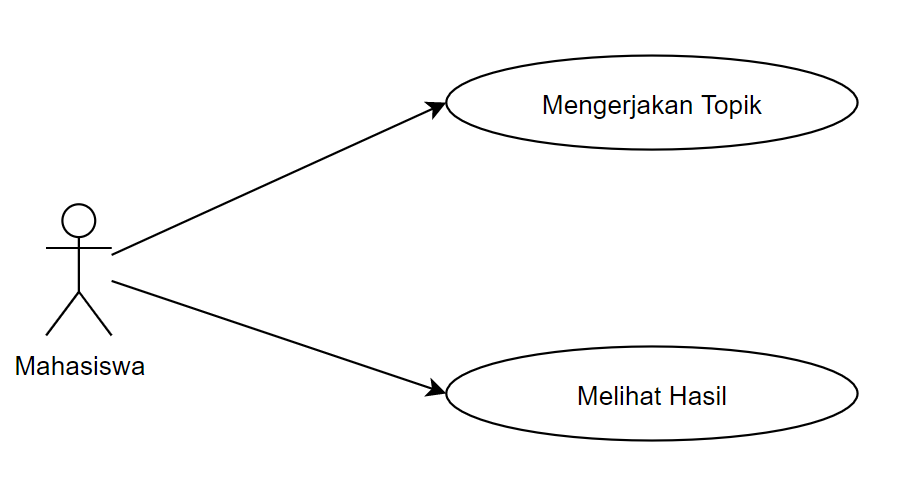 Mengerjakan Topik
Mahasiswa
Melihat Hasil